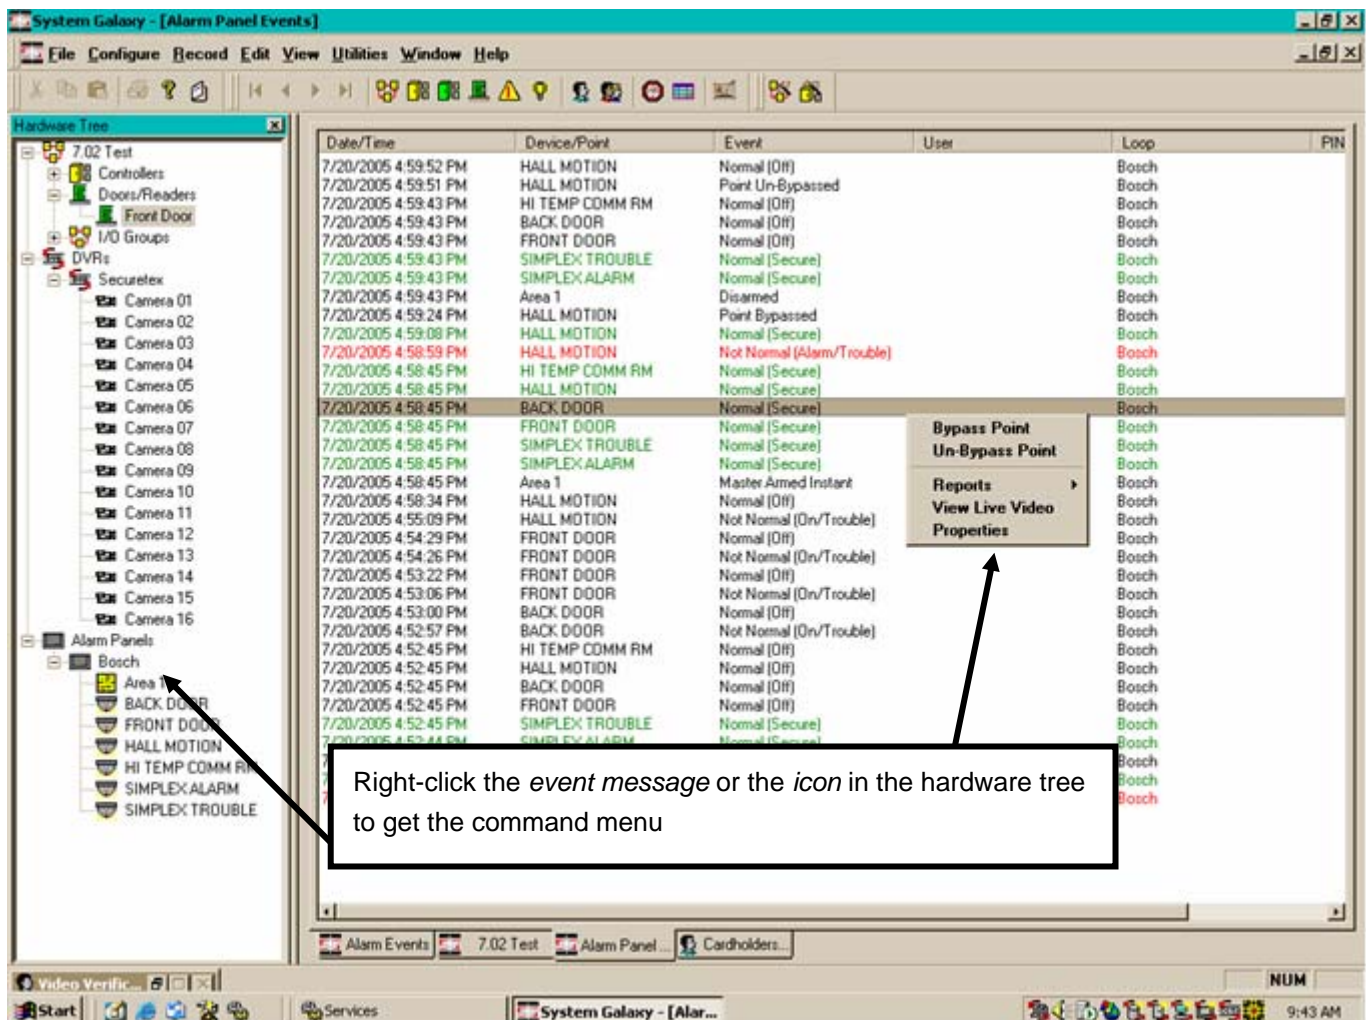 System Galaxy - [Alarm Panel Events]
File Configure Record Edit View Utilities Window Help
Hardware Tree
7.02 Test
Controllers
Doors/Readers
Front Door
I/O Groups
DVRs
Securetex
Camera 01
Camera 02
Camera 03
Camera 04
Camera 05
Camera 06
Camera 07
Camera 08
Camera 09
Camera 10
Camera 11
Camera 12
Camera 13
Camera 14
Camera 15
Camera 16
Alarm Panels
Bosch
Area 1
BACK DOOR
FRONT DOOR
HALL MOTION
HI TEMP COMM RM
SIMPLEX ALARM
SIMPLEX TROUBLE
Date/Time Device/Point Event User Loop PIN
7/20/2005 4:59:52 PM HALL MOTION Normal (Off) Bosch
7/20/2005 4:59:51 PM HALL MOTION Point Un-Bypassed Bosch
7/20/2005 4:59:43 PM HI TEMP COMM RM Normal (Off) Bosch
7/20/2005 4:59:43 PM BACK DOOR Normal (Off) Bosch
7/20/2005 4:59:43 PM FRONT DOOR Normal (Off) Bosch
7/20/2005 4:59:43 PM SIMPLEX TROUBLE Normal (Secure) Bosch
7/20/2005 4:59:43 PM SIMPLEX ALARM Normal (Secure) Bosch
7/20/2005 4:59:43 PM Area 1 Disarmed Bosch
7/20/2005 4:59:24 PM HALL MOTION Point Bypassed Bosch
7/20/2005 4:59:08 PM HALL MOTION Normal (Secure) Bosch
7/20/2005 4:58:59 PM HALL MOTION Not Normal (Alarm/Trouble) Bosch
7/20/2005 4:58:45 PM HI TEMP COMM RM Normal (Secure) Bosch
7/20/2005 4:58:45 PM HALL MOTION Normal (Secure) Bosch
7/20/2005 4:58:45 PM BACK DOOR Normal (Secure) Bosch
7/20/2005 4:58:45 PM FRONT DOOR Normal (Secure) Bosch
7/20/2005 4:58:45 PM SIMPLEX TROUBLE Normal (Secure) Bosch
7/20/2005 4:58:45 PM SIMPLEX ALARM Normal (Secure) Bosch
7/20/2005 4:58:45 PM Area 1 Master Armed Instant Bosch
7/20/2005 4:58:34 PM HALL MOTION Normal (Off) Bosch
7/20/2005 4:55:09 PM HALL MOTION Not Normal (On/Trouble) Bosch
7/20/2005 4:54:29 PM FRONT DOOR Normal (Off) Bosch
7/20/2005 4:54:26 PM FRONT DOOR Not Normal (On/Trouble) Bosch
7/20/2005 4:53:22 PM FRONT DOOR Normal (Off) Bosch
7/20/2005 4:53:06 PM FRONT DOOR Not Normal (On/Trouble) Bosch
7/20/2005 4:53:00 PM BACK DOOR Normal (Off) Bosch
7/20/2005 4:52:57 PM BACK DOOR Not Normal (On/Trouble) Bosch
7/20/2005 4:52:45 PM HI TEMP COMM RM Normal (Off) Bosch
7/20/2005 4:52:45 PM HALL MOTION Normal (Off) Bosch
7/20/2005 4:52:45 PM BACK DOOR Normal (Off) Bosch
7/20/2005 4:52:45 PM FRONT DOOR Normal (Off) Bosch
7/20/2005 4:52:45 PM SIMPLEX TROUBLE Normal (Secure) Bosch
7/20/2005 4:52:44 PM SIMPLEX ALARM Normal (Secure) Bosch
Bosch
Bosch
Bosch
Bypass Point
Un-Bypass Point
Reports
View Live Video
Properties
Right-click the event message or the icon in the hardware tree
to get the command menu
Alarm Events 7.02 Test Alarm Panel ... Cardholders...
Video Verific... NUM
Start Services System Galaxy - [Alar... 9:43 AM